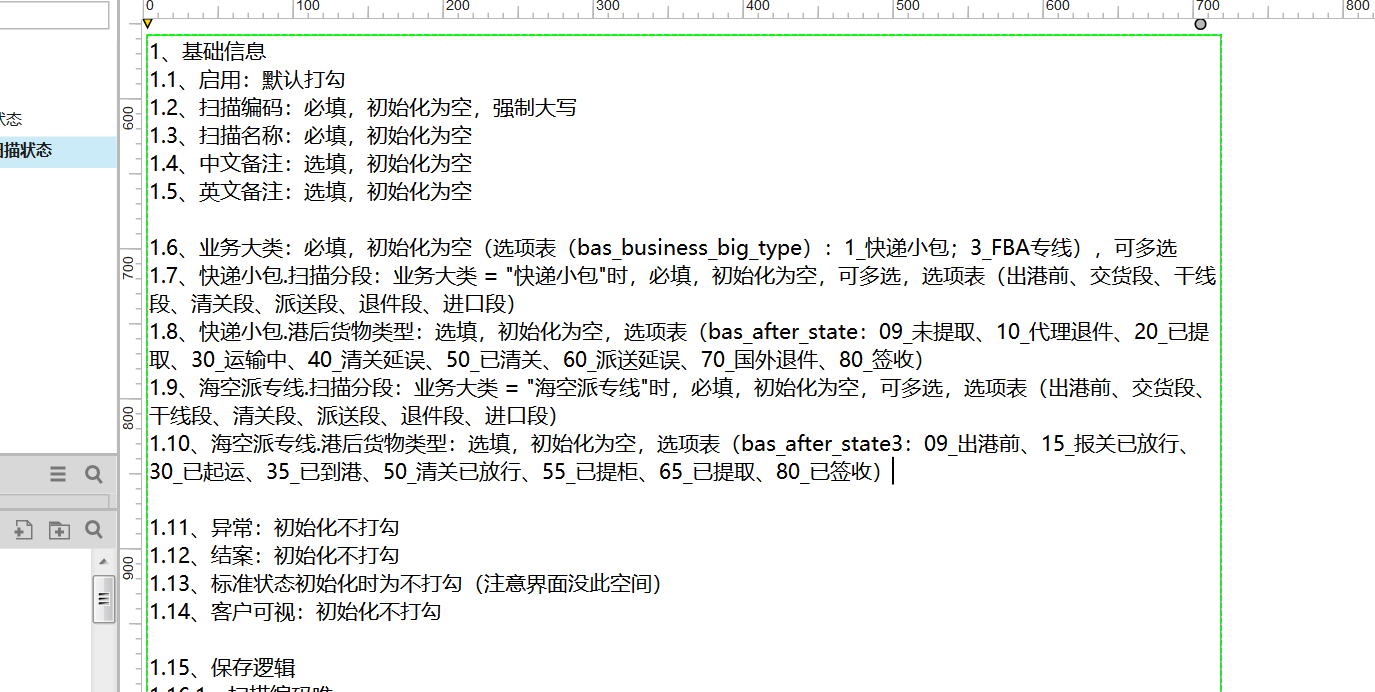 0 100 200 300 400 500 600 700 800
1、基础信息
1.1、启用：默认打勾
600
1.2、扫描编码：必填，初始化为空，强制大写
状态
1.3、扫描名称：必填，初始化为空
描状态
1.4、中文备注：选填，初始化为空
1.5、英文备注：选填，初始化为空
1.6、业务大类：必填，初始化为空（选项表（bas_business_big_type）：1_快递小包；3_FBA专线），可多选
700
1.7、快递小包.扫描分段：业务大类 = "快递小包"时，必填，初始化为空，可多选，选项表（出港前、交货段、干线
段、清关段、派送段、退件段、进口段）
1.8、快递小包.港后货物类型：选填，初始化为空，选项表（bas_after_state：09_未提取、10_代理退件、20_已提
取、30_运输中、40_清关延误、50_已清关、60_派送延误、70_国外退件、80_签收）
1.9、海空派专线.扫描分段：业务大类 = "海空派专线"时，必填，初始化为空，可多选，选项表（出港前、交货段、
800
干线段、清关段、派送段、退件段、进口段）
1.10、海空派专线.港后货物类型：选填，初始化为空，选项表（bas_after_state3：09_出港前、15_报关已放行、
30_已起运、35_已到港、50_清关已放行、55_已提柜、65_已提取、80_已签收）
1.11、异常：初始化不打勾
1.12、结案：初始化不打勾
900
1.13、标准状态初始化时为不打勾（注意界面没此空间）
1.14、客户可视：初始化不打勾
1.15、保存逻辑